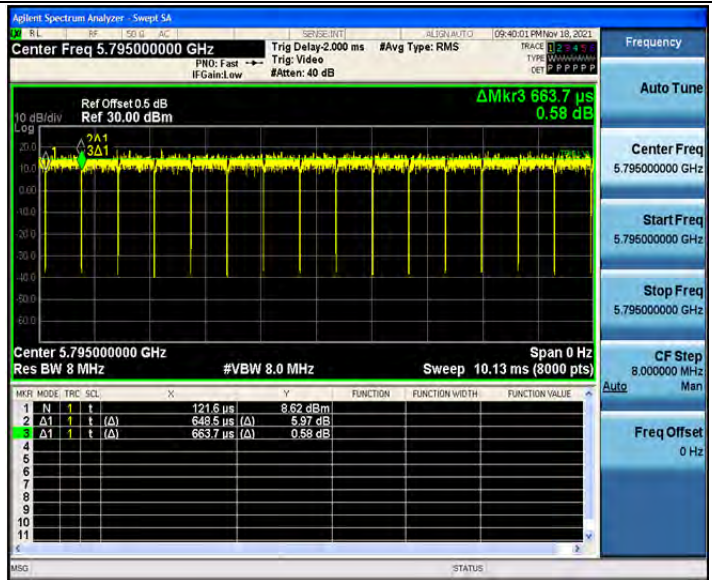 Agilent Spectrum Analyzer - Swept SA
RL RF 50 Ω AC SENSE:INT ALIGN AUTO 09:40:01 PM Nov 18, 2021
Center Freq 5.795000000 GHz
PNO: Fast
IFGain:Low
Trig Delay-2.000 ms
Trig: Video
#Atten: 40 dB
#Avg Type: RMS
TRACE 1 2 3 4 5 6
TYPE
DET P P P P P P
Frequency
Auto Tune
Center Freq
5.795000000 GHz
Start Freq
5.795000000 GHz
Stop Freq
5.795000000 GHz
CF Step
8.000000 MHz
Auto Man
Freq Offset
0 Hz
ΔMkr3 663.7 µs
0.58 dB
Ref Offset 0.5 dB
10 dB/div Ref 30.00 dBm
Log
20.0
10.0
0.00
-10.0
-20.0
-30.0
-40.0
-50.0
-60.0
1
2Δ1
3Δ1
Center 5.795000000 GHz Span 0 Hz
Res BW 8 MHz #VBW 8.0 MHz Sweep 10.13 ms (8000 pts)
MKR MODE TRC SCL X Y FUNCTION FUNCTION WIDTH FUNCTION VALUE
1 N 1 t 121.6 µs 8.62 dBm
2 Δ1 1 t (Δ) 648.5 µs (Δ) 5.97 dB
3 Δ1 1 t (Δ) 663.7 µs (Δ) 0.58 dB
4
5
6
7
8
9
10
11
MSG STATUS